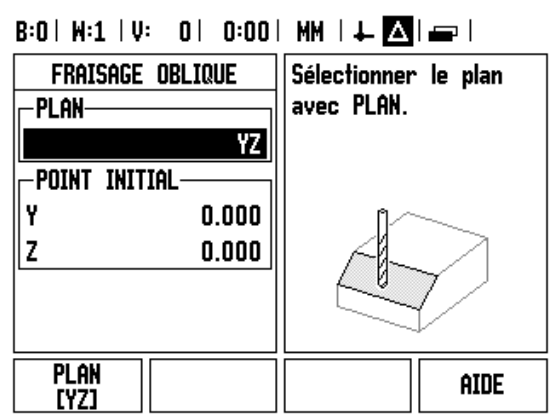 B:0| W:1 |V: 0| 0:00| MM
FRAISAGE OBLIQUE
PLAN
YZ
POINT INITIAL
Y 0.000
Z 0.000
Sélectionner le plan
avec PLAN.
PLAN
[YZ]
AIDE